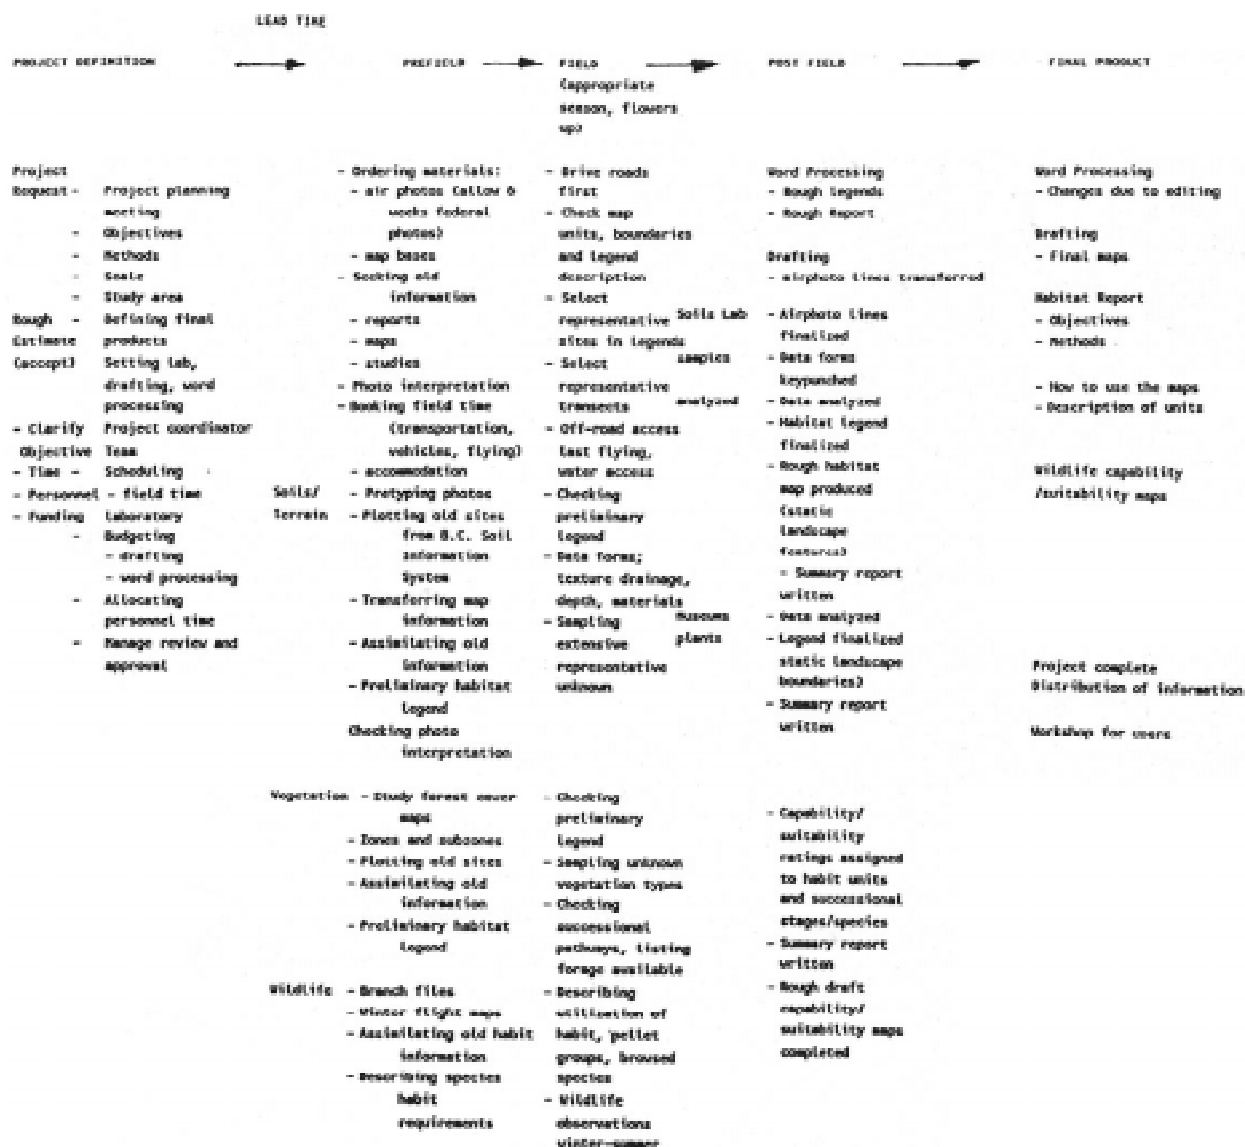 LEAD TIME
PROJECT DEFINITION
Project
Request - Project planning
meeting
- Objectives
- Methods
- Scale
- Study area
Rough - Defining final
Estimate products
(accept) Setting lab,
drafting, word
processing
- Clarify Project coordinator
Objective Team
- Time - Scheduling
- Personnel - field time
- Funding Laboratory
- Budgeting
- drafting
- word processing
- Allocating
personnel time
- Manage review and
approval
PREFIELD
- Ordering materials:
- air photos (allow 6
weeks federal
photos)
- map bases
- Seeking old
information
- reports
- maps
- studies
- Photo interpretation
- Booking field time
(transportation,
vehicles, flying)
- accommodation
Soils/ - Pretyping photos
Terrain - Plotting old sites
from B.C. Soil
Information
System
- Transferring map
information
- Assimilating old
information
- Preliminary habitat
Legend
Checking photo
interpretation
Vegetation - Study forest cover
maps
- Zones and subzones
- Plotting old sites
- Assimilating old
information
- Preliminary habitat
Legend
Wildlife - Branch files
- Winter flight maps
- Assimilating old habit
information
- Describing species
habit
requirements
FIELD
(appropriate
season, flowers
up)
- Drive roads
first
- Check map
units, boundaries
and legend
description
- Select
representative
sites in legends
- Select
representative
transects
- Off-road access
last flying,
water access
- Checking
preliminary
legend
- Data forms;
texture drainage,
depth, materials
- Sampling
extensive
representative
unknown
Soils Lab
samples
analyzed
museums
plants
- Checking
preliminary
legend
- Sampling unknown
vegetation types
- Checking
successional
pathways, listing
forage available
- Describing
utilization of
habit, pellet
groups, browsed
species
- Wildlife
observations
winter-summer
POST FIELD
Word Processing
- Rough legends
- Rough Report
Drafting
- airphoto lines transferred
- Airphoto lines
finalized
- Data forms
keypunched
- Data analyzed
- Habitat legend
finalized
- Rough habitat
map produced
(static
landscape
features)
- Summary report
written
- Data analyzed
- Legend finalized
static landscape
boundaries)
- Summary report
written
- Capability/
suitability
ratings assigned
to habit units
and successional
stages/species
- Summary report
written
- Rough draft
capability/
suitability maps
completed
FINAL PRODUCT
Word Processing
- Changes due to editing
Drafting
- Final maps
Habitat Report
- Objectives
- Methods
- How to use the maps
- Description of units
Wildlife capability
/suitability maps
Project complete
Distribution of information
Workshop for users